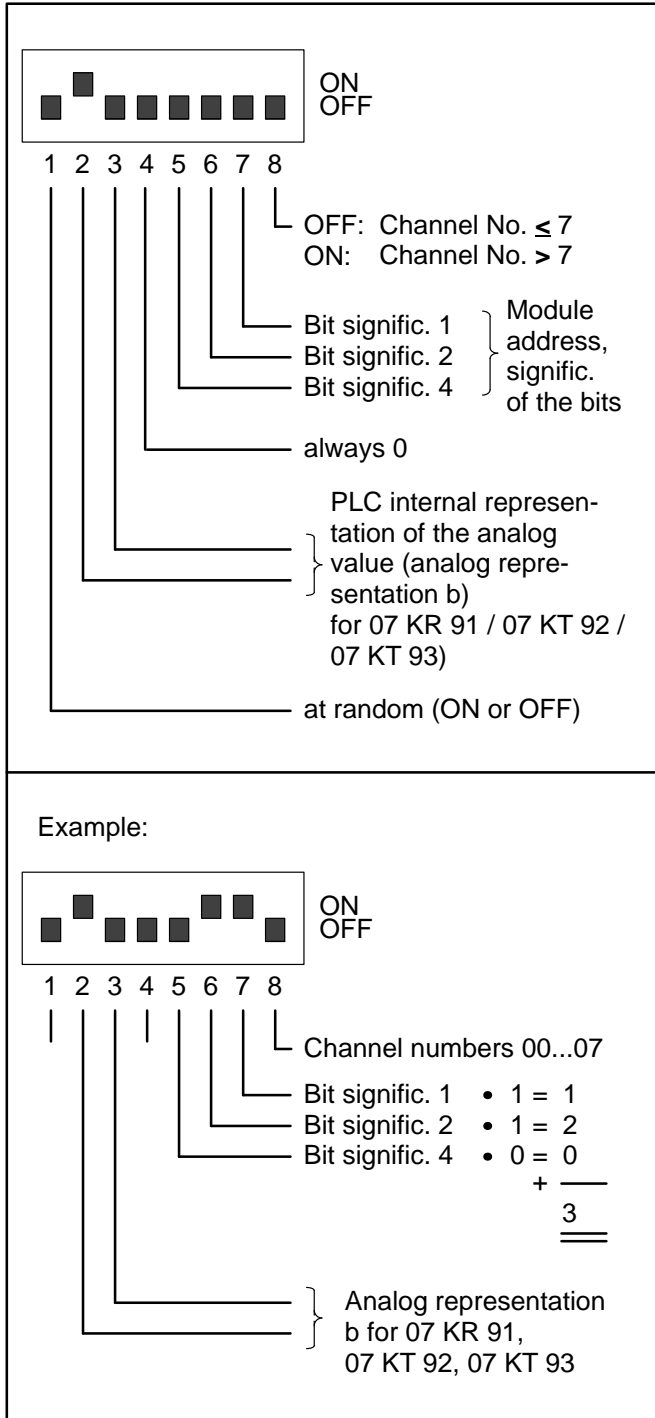 ON
OFF
1 2 3 4 5 6 7 8
OFF: Channel No. ≤ 7
ON: Channel No. > 7
Bit signific. 1
Bit signific. 2
Bit signific. 4
Module
address,
signific.
of the bits
always 0
PLC internal represen-
tation of the analog
value (analog repre-
sentation b)
for 07 KR 91 / 07 KT 92 /
07 KT 93)
at random (ON or OFF)
Example:
ON
OFF
1 2 3 4 5 6 7 8
Channel numbers 00...07
Bit signific. 1 • 1 = 1
Bit signific. 2 • 1 = 2
Bit signific. 4 • 0 = 0
+
3
Analog representation
b for 07 KR 91,
07 KT 92, 07 KT 93